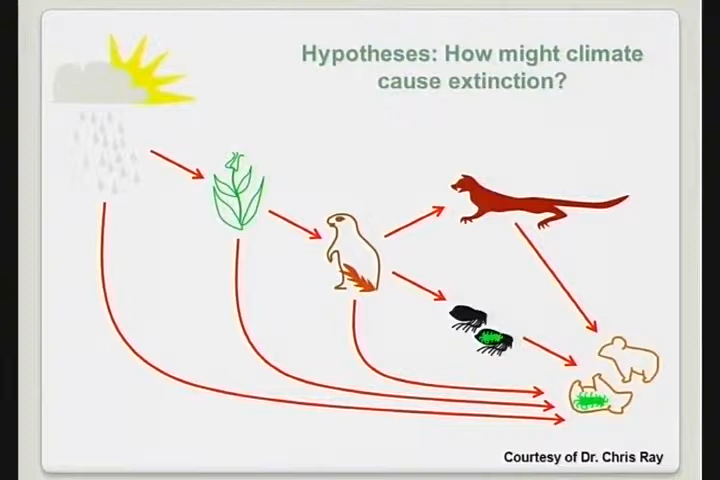 Hypotheses: How might climate
cause extinction?
Courtesy of Dr. Chris Ray